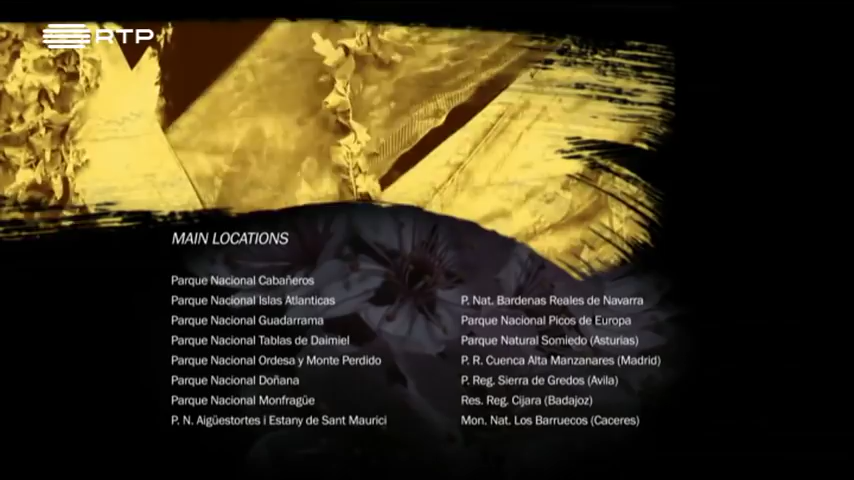 RTP
MAIN LOCATIONS
Parque Nacional Cabañeros
Parque Nacional Islas Atlanticas
Parque Nacional Guadarrama
Parque Nacional Tablas de Daimiel
Parque Nacional Ordesa y Monte Perdido
Parque Nacional Doñana
Parque Nacional Monfragüe
P. N. Aigüestortes i Estany de Sant Maurici
P. Nat. Bardenas Reales de Navarra
Parque Nacional Picos de Europa
Parque Natural Somiedo (Asturias)
P. R. Cuenca Alta Manzanares (Madrid)
P. Reg. Sierra de Gredos (Avila)
Res. Reg. Cijara (Badajoz)
Mon. Nat. Los Barruecos (Caceres)